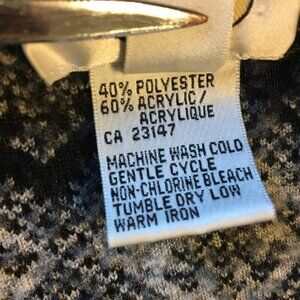 40% POLYESTER
60% ACRYLIC/
ACRYLIQUE
CA 23147
MACHINE WASH COLD
GENTLE CYCLE
NON-CHLORINE BLEACH
TUMBLE DRY LOW
WARM IRON